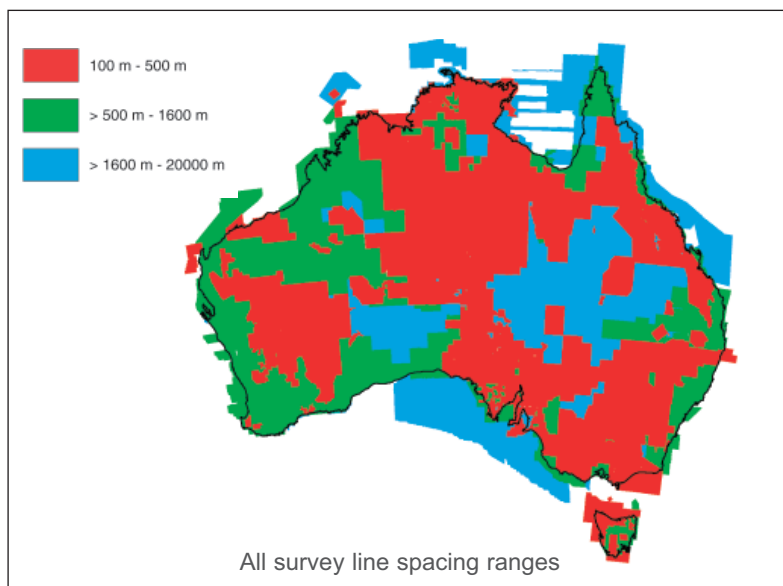 100 m - 500 m
> 500 m - 1600 m
> 1600 m - 20000 m
All survey line spacing ranges